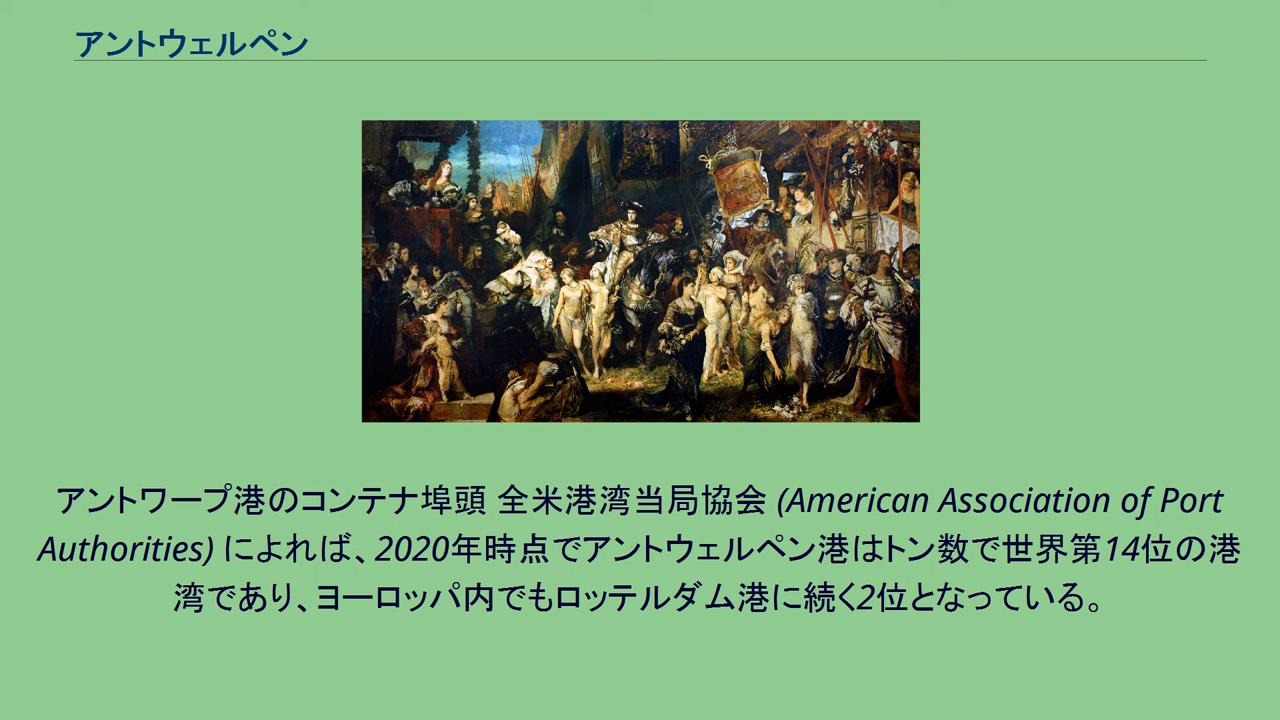 アントウェルペン
アントワープ港のコンテナ埠頭 全米港湾当局協会 (American Association of Port
Authorities) によれば、2020年時点でアントウェルペン港はトン数で世界第14位の港
湾であり、ヨーロッパ内でもロッテルダム港に続く2位となっている。